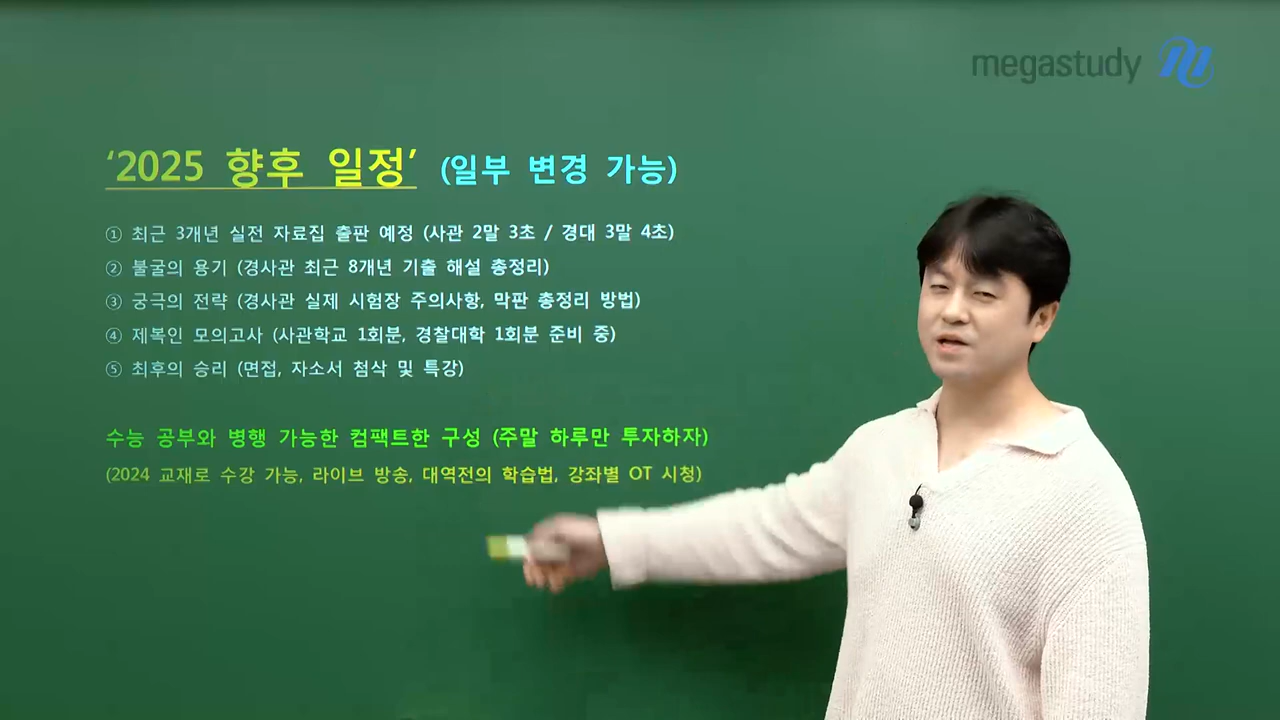 megastudy
‘2025 향후 일정’ (일부 변경 가능)
① 최근 3개년 실전 자료집 출판 예정 (사관 2말 3초 / 경대 3말 4초)
② 불굴의 용기 (경사관 최근 8개년 기출 해설 총정리)
③ 궁극의 전략 (경사관 실제 시험장 주의사항, 막판 총정리 방법)
④ 제복인 모의고사 (사관학교 1회분, 경찰대학 1회분 준비 중)
⑤ 최후의 승리 (면접, 자소서 첨삭 및 특강)
수능 공부와 병행 가능한 컴팩트한 구성 (주말 하루만 투자하자)
(2024 교재로 수강 가능, 라이브 방송, 대역전의 학습법, 강좌별 OT 시청)